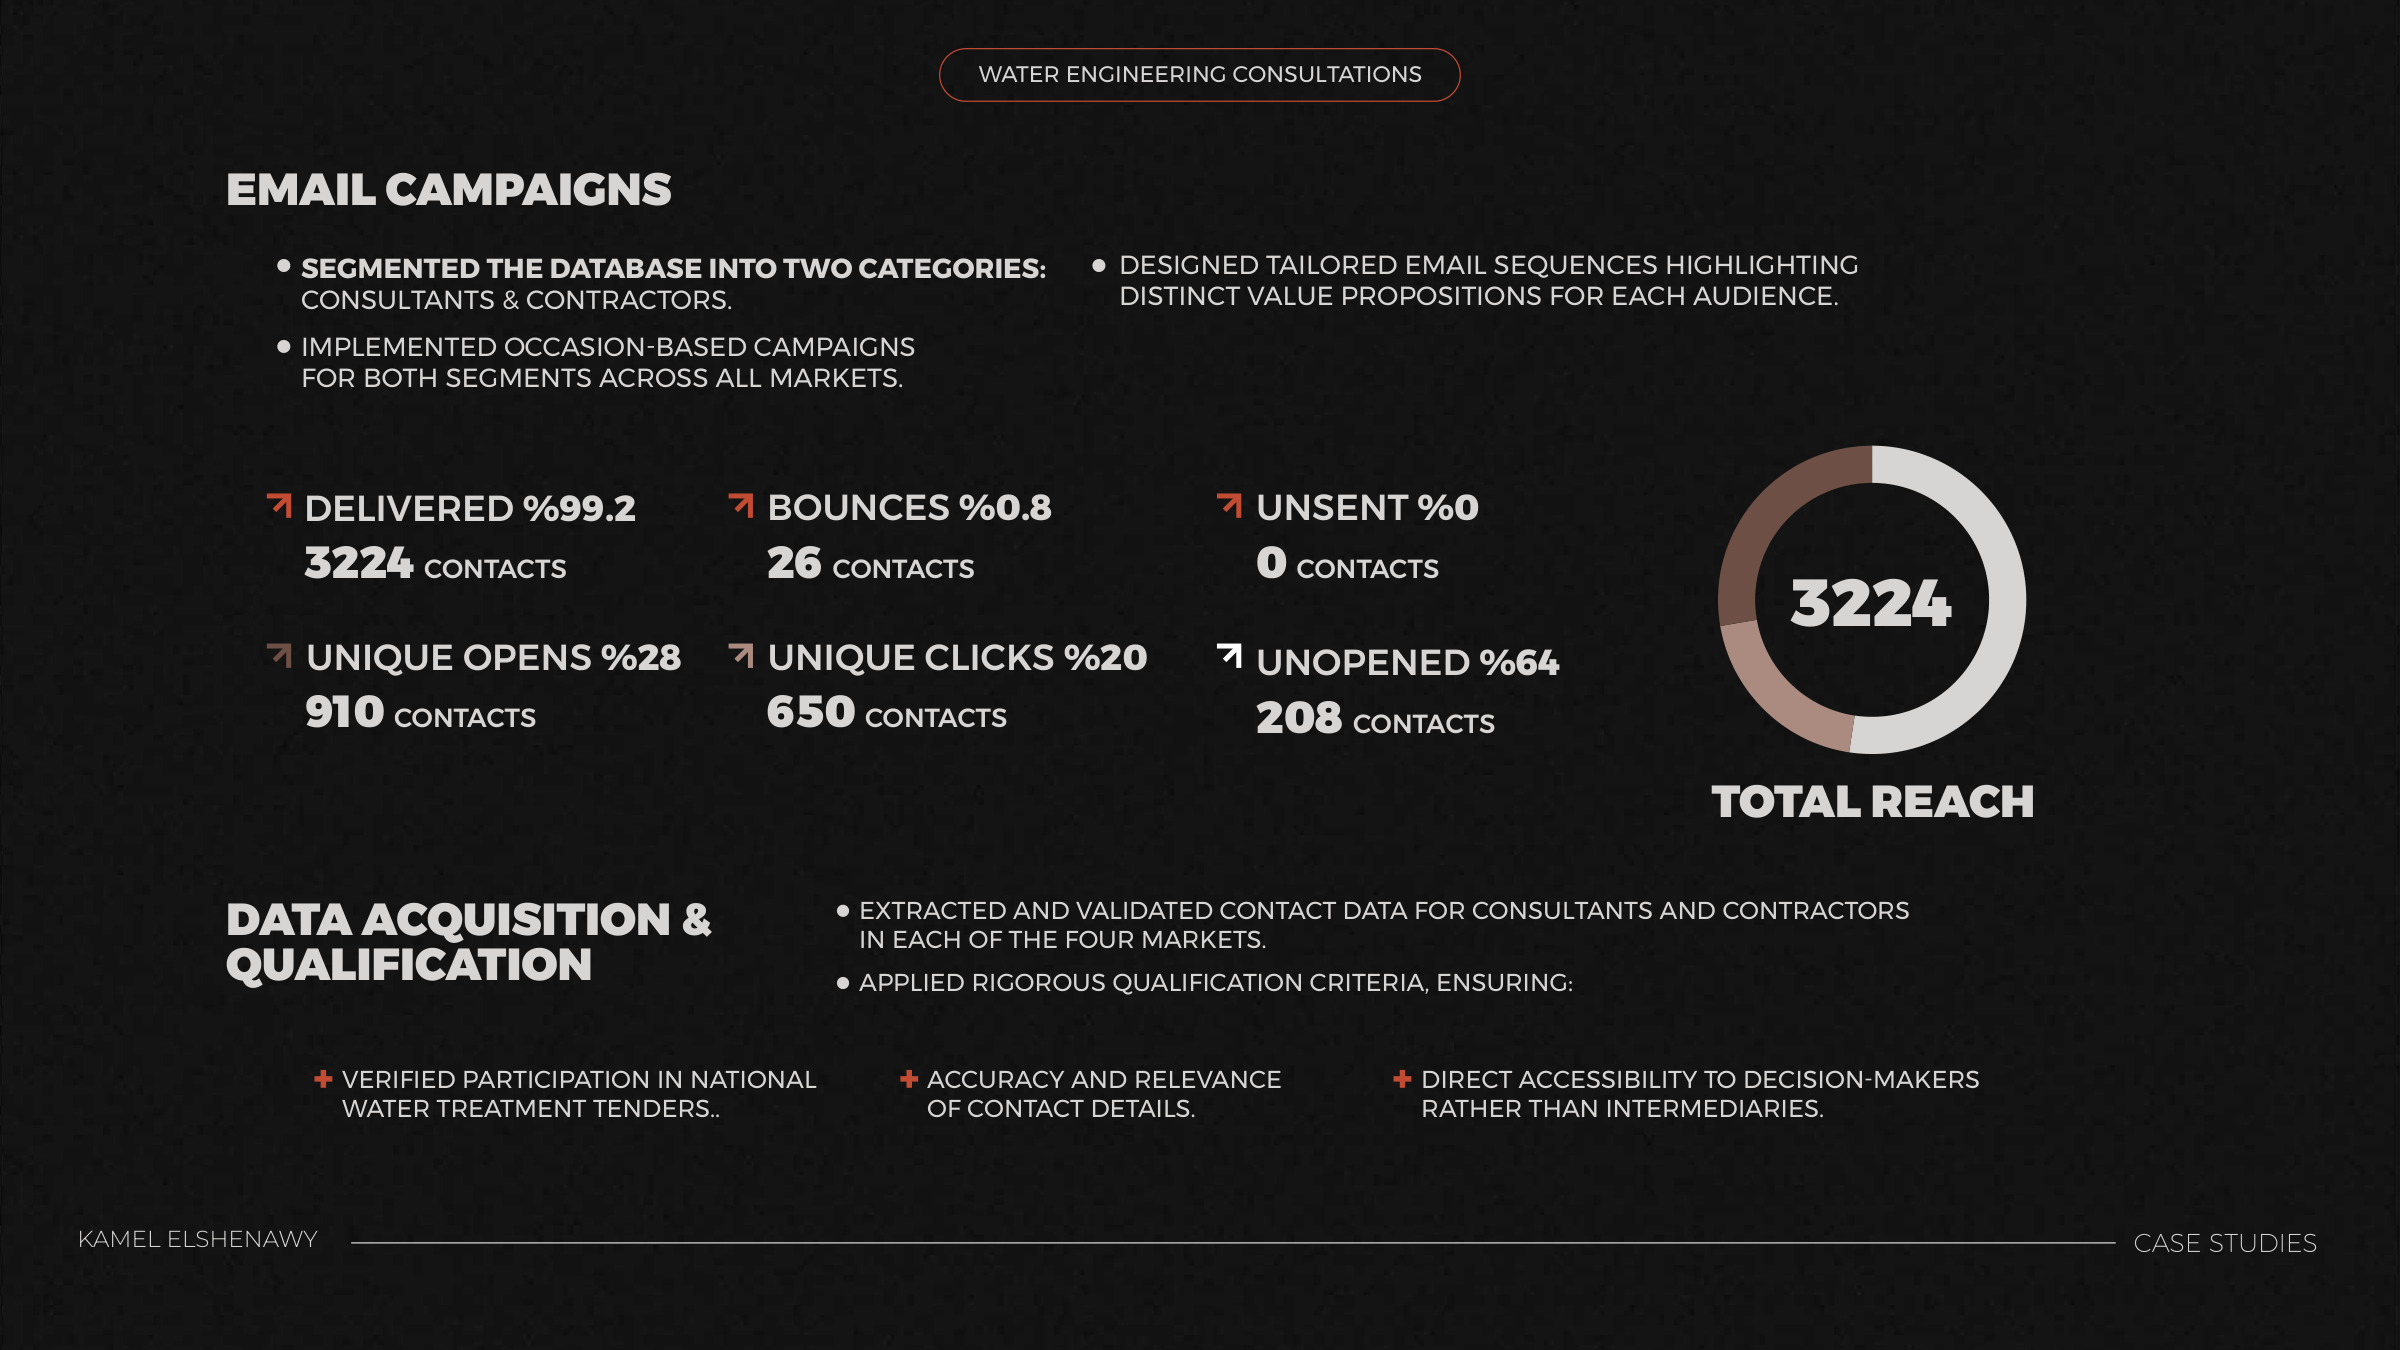 WATER ENGINEERING CONSULTATIONS
EMAIL CAMPAIGNS
SEGMENTED THE DATABASE INTO TWO CATEGORIES:
CONSULTANTS & CONTRACTORS.
IMPLEMENTED OCCASION-BASED CAMPAIGNS
FOR BOTH SEGMENTS ACROSS ALL MARKETS.
DESIGNED TAILORED EMAIL SEQUENCES HIGHLIGHTING
DISTINCT VALUE PROPOSITIONS FOR EACH AUDIENCE.
DELIVERED %99.2
3224 CONTACTS
BOUNCES %0.8
26 CONTACTS
UNSENT %0
0 CONTACTS
UNIQUE OPENS %28
910 CONTACTS
UNIQUE CLICKS %20
650 CONTACTS
UNOPENED %64
208 CONTACTS
3224
TOTAL REACH
DATA ACQUISITION &
QUALIFICATION
EXTRACTED AND VALIDATED CONTACT DATA FOR CONSULTANTS AND CONTRACTORS
IN EACH OF THE FOUR MARKETS.
APPLIED RIGOROUS QUALIFICATION CRITERIA, ENSURING:
VERIFIED PARTICIPATION IN NATIONAL
WATER TREATMENT TENDERS..
ACCURACY AND RELEVANCE
OF CONTACT DETAILS.
DIRECT ACCESSIBILITY TO DECISION-MAKERS
RATHER THAN INTERMEDIARIES.
KAMEL ELSHENAWY
CASE STUDIES